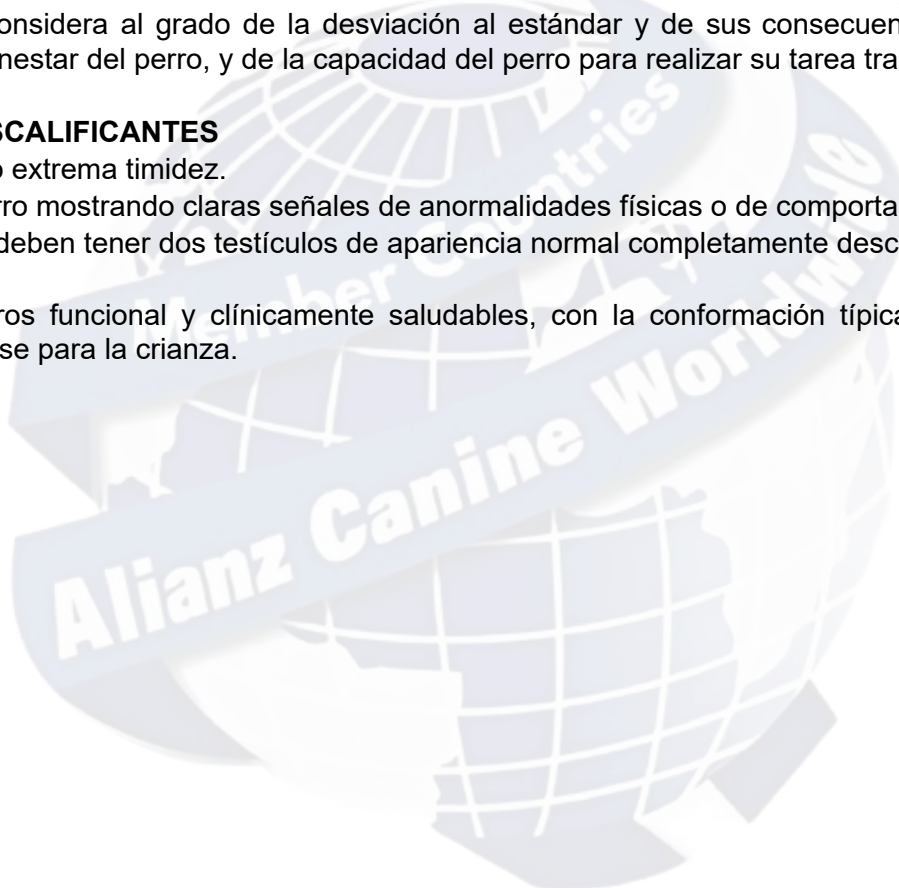 onsidera al grado de la desviación al estándar y de sus consecuen
nestar del perro, y de la capacidad del perro para realizar su tarea tra
SCALIFICANTES
o extrema timidez.
rro mostrando claras señales de anormalidades físicas o de comporta
deben tener dos testículos de apariencia normal completamente desc
ros funcional y clínicamente saludables, con la conformación típica
se para la crianza.
Member Countries
Alianz Canine Worldwide